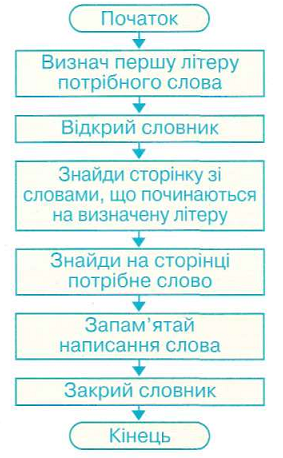 Початок
Визнач першу літеру
потрібного слова
Відкрий словник
Знайди сторінку зі
словами, що починаються
на визначену літеру
Знайди на сторінці
потрібне слово
Запам'ятай
написання слова
Закрий словник
Кінець